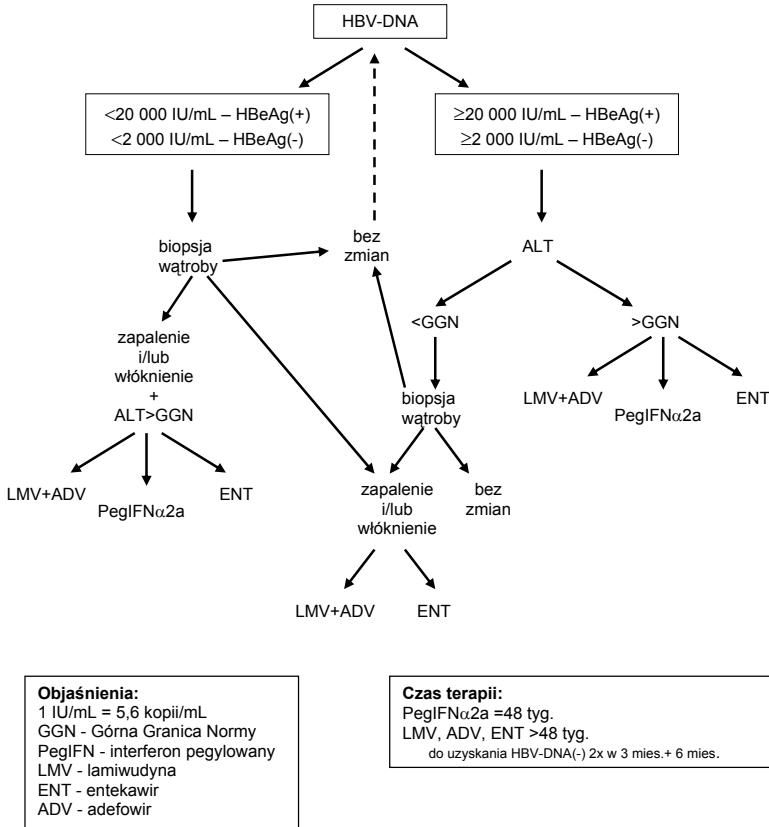 HBV-DNA
<20 000 IU/mL – HBeAg(+)
<2 000 IU/mL – HBeAg(-)
≥20 000 IU/mL – HBeAg(+)
≥2 000 IU/mL – HBeAg(-)
biopsja
wątroby
bez
zmian
ALT
zapalenie
i/lub
włóknienie
+
ALT>GGN
<GGN
>GGN
biopsja
wątroby
LMV+ADV
PegIFNα2a
ENT
LMV+ADV
PegIFNα2a
ENT
zapalenie
i/lub
włóknienie
bez
zmian
LMV+ADV
ENT
Objaśnienia:
1 IU/mL = 5,6 kopii/mL
GGN - Górna Granica Normy
PegIFN - interferon pegylowany
LMV - lamiwudyna
ENT - entekawir
ADV - adefowir
Czas terapii:
PegIFNα2a =48 tyg.
LMV, ADV, ENT >48 tyg.
do uzyskania HBV-DNA(-) 2x w 3 mies.+ 6 mies.